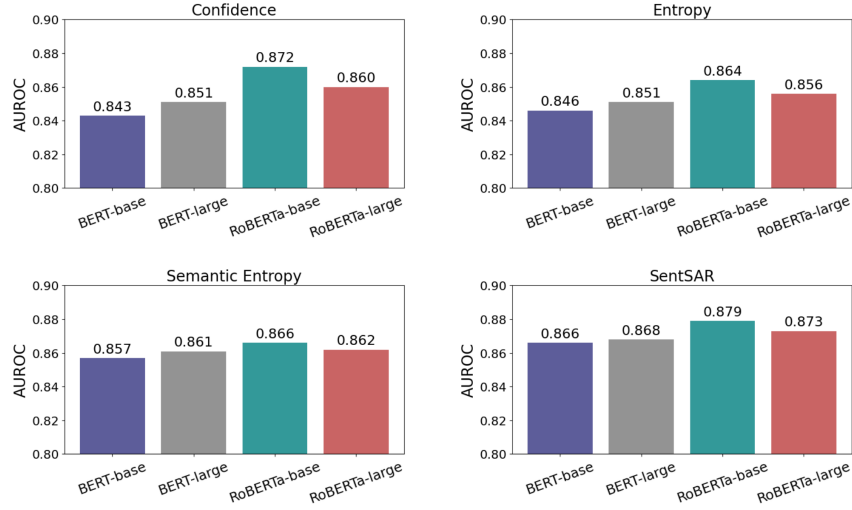 Confidence
0.90
0.88
0.86
0.84
0.82
0.80
AUROC
0.843
0.851
0.872
0.860
BERT-base
BERT-large
RoBERTa-base
RoBERTa-large
Entropy
0.90
0.88
0.86
0.84
0.82
0.80
AUROC
0.846
0.851
0.864
0.856
BERT-base
BERT-large
RoBERTa-base
RoBERTa-large
Semantic Entropy
0.90
0.88
0.86
0.84
0.82
0.80
AUROC
0.857
0.861
0.866
0.862
BERT-base
BERT-large
RoBERTa-base
RoBERTa-large
SentSAR
0.90
0.88
0.86
0.84
0.82
0.80
AUROC
0.866
0.868
0.879
0.873
BERT-base
BERT-large
RoBERTa-base
RoBERTa-large